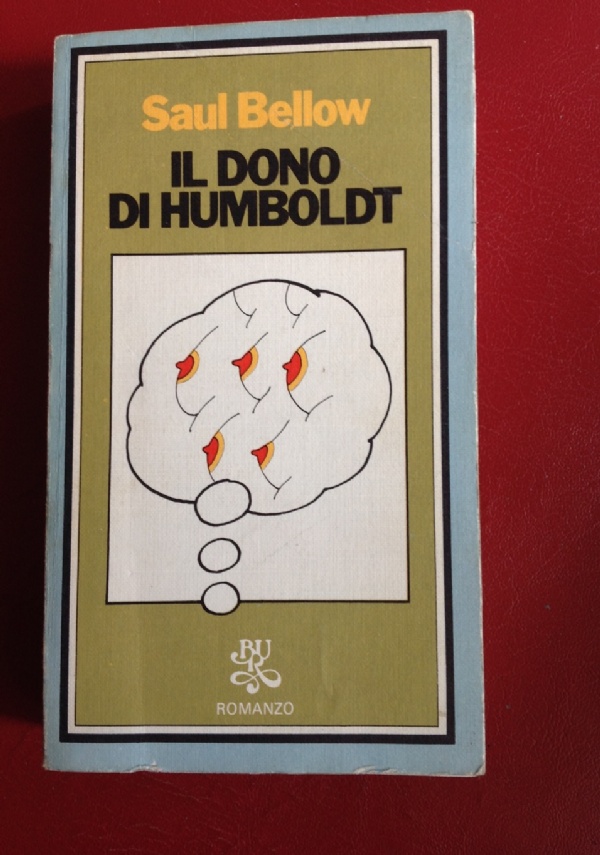 Saul Bellow
IL DONO
DI HUMBOLDT
BUR
ROMANZO